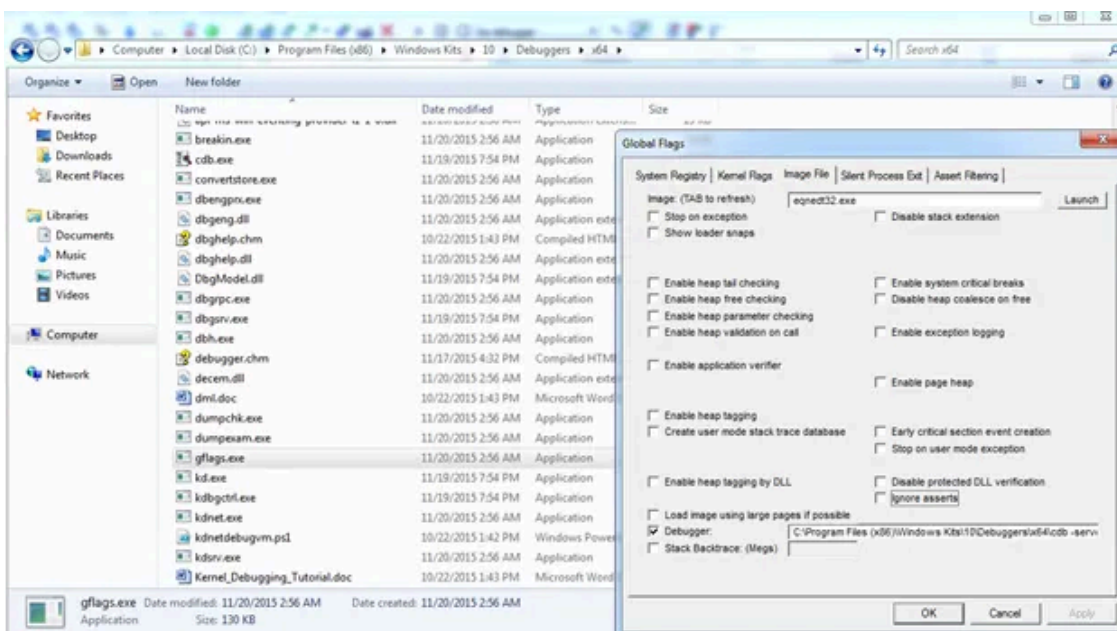 Computer ▸ Local Disk (C:) ▸ Program Files (x86) ▸ Windows Kits ▸ 10 ▸ Debuggers ▸ x64 ▸
Search x64
Organize Open New folder
Favorites
Desktop
Downloads
Recent Places
Libraries
Documents
Music
Pictures
Videos
Computer
Network
Name Date modified Type Size
breakin.exe 11/20/2015 2:56 AM Application
cdb.exe 11/19/2015 7:54 PM Application
convertstore.exe 11/20/2015 2:56 AM Application
dbengprx.exe 11/20/2015 2:56 AM Application
dbgeng.dll 11/20/2015 2:56 AM Application exte
dbghelp.chm 10/22/2015 1:43 PM Compiled HTM
dbghelp.dll 11/20/2015 2:56 AM Application exte
DbgModel.dll 11/19/2015 7:54 PM Application exte
dbgrpc.exe 11/20/2015 2:56 AM Application
dbgsrv.exe 11/19/2015 7:54 PM Application
dbh.exe 11/20/2015 2:56 AM Application
debugger.chm 11/17/2015 4:32 PM Compiled HTM
decem.dll 11/20/2015 2:56 AM Application exte
dml.doc 10/22/2015 1:43 PM Microsoft Word
dumpchk.exe 11/20/2015 2:56 AM Application
dumpexam.exe 11/20/2015 2:56 AM Application
gflags.exe 11/20/2015 2:56 AM Application
kd.exe 11/19/2015 7:54 PM Application
kdbgctrl.exe 11/19/2015 7:54 PM Application
kdnet.exe 11/20/2015 2:56 AM Application
kdnetdebugvm.ps1 10/22/2015 1:42 PM Windows Power
kdsrv.exe 11/20/2015 2:56 AM Application
Kernel_Debugging_Tutorial.doc 10/22/2015 1:43 PM Microsoft Word
gflags.exe Date modified: 11/20/2015 2:56 AM Date created: 11/20/2015 2:56 AM
Application Size: 130 KB
Global Flags
System Registry Kernel Flags Image File Silent Process Exit Assert Filtering
Image: (TAB to refresh) eqnedt32.exe Launch
Stop on exception Disable stack extension
Show loader snaps
Enable heap tail checking Enable system critical breaks
Enable heap free checking Disable heap coalesce on free
Enable heap parameter checking
Enable heap validation on call Enable exception logging
Enable application verifier
Enable page heap
Enable heap tagging
Create user mode stack trace database Early critical section event creation
Stop on user mode exception
Enable heap tagging by DLL Disable protected DLL verification
Ignore asserts
Load image using large pages if possible
Debugger: C:\Program Files (x86)\Windows Kits\10\Debuggers\x64\cdb -serv
Stack Backtrace: (Megs)
OK Cancel Apply